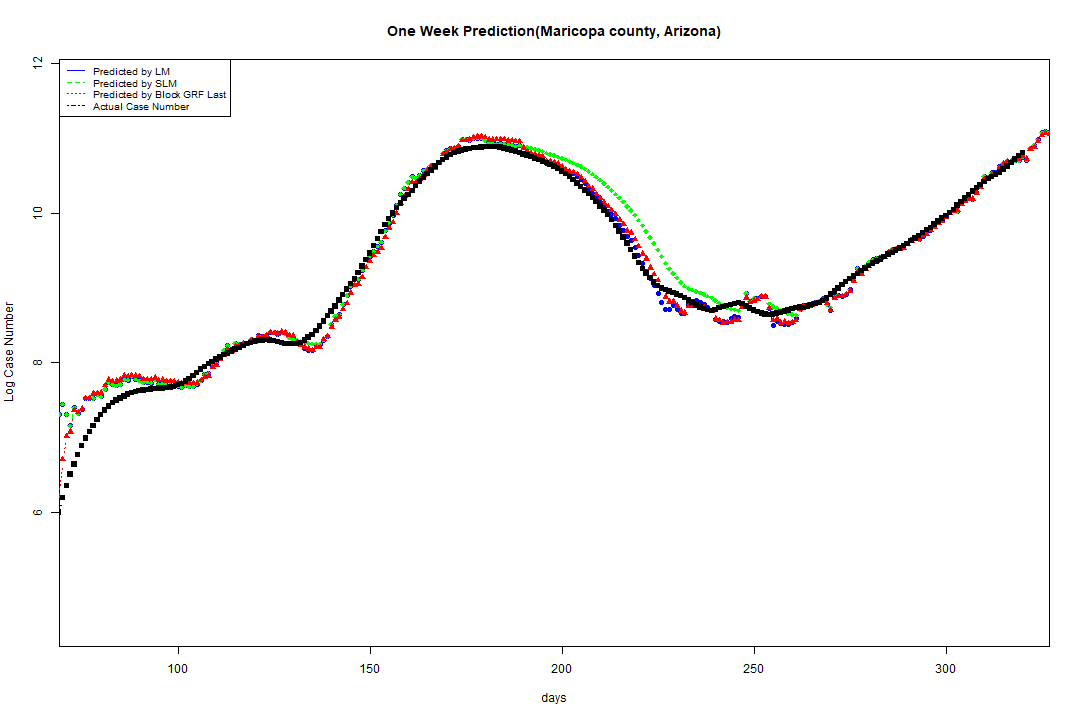 One Week Prediction(Maricopa county, Arizona)
Predicted by LM
Predicted by SLM
Predicted by Block GRF Last
Actual Case Number
12
10
8
6
Log Case Number
100 150 200 250 300
days